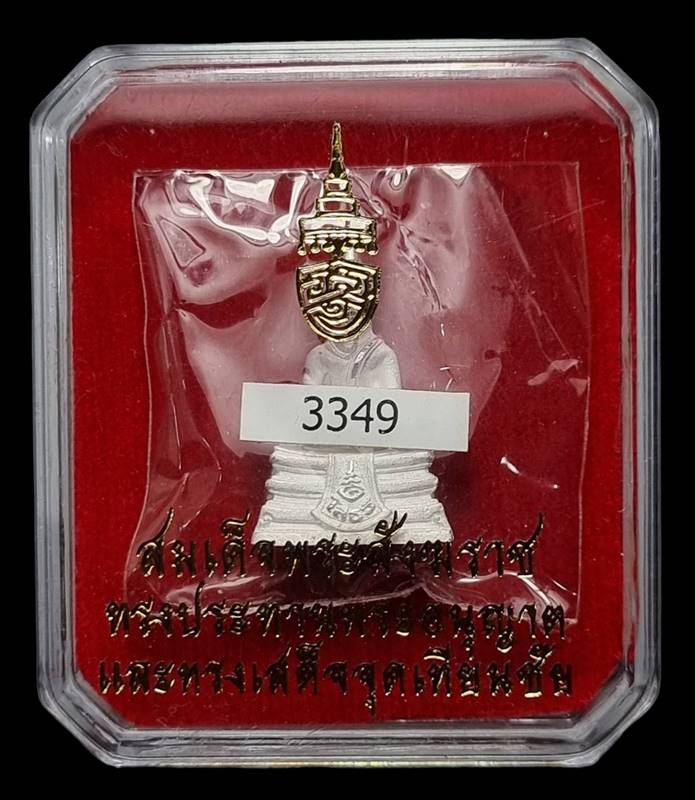 3349
สมเด็จพระสังฆราช
ทรงประทานพระอนุญาต
และทรงเสด็จจุดเทียนชัย